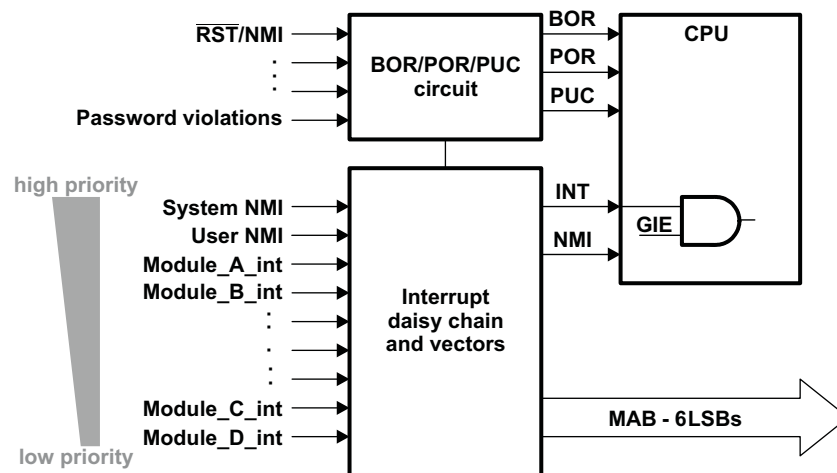 RST/NMI
BOR
CPU
BOR/POR/PUC
circuit
POR
PUC
Password violations
high priority
System NMI
INT
User NMI
GIE
NMI
Module_A_int
Module_B_int
Interrupt
daisy chain
and vectors
Module_C_int
MAB - 6LSBs
Module_D_int
low priority